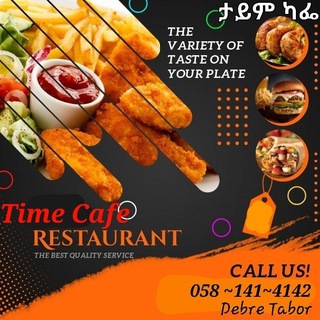 ታይም ካፌ
THE
VARIETY OF
TASTE ON
YOUR PLATE
Time Cafe
RESTAURANT
THE BEST QUALITY SERVICE
CALL US!
058 ~141~4142
Debre Tabor